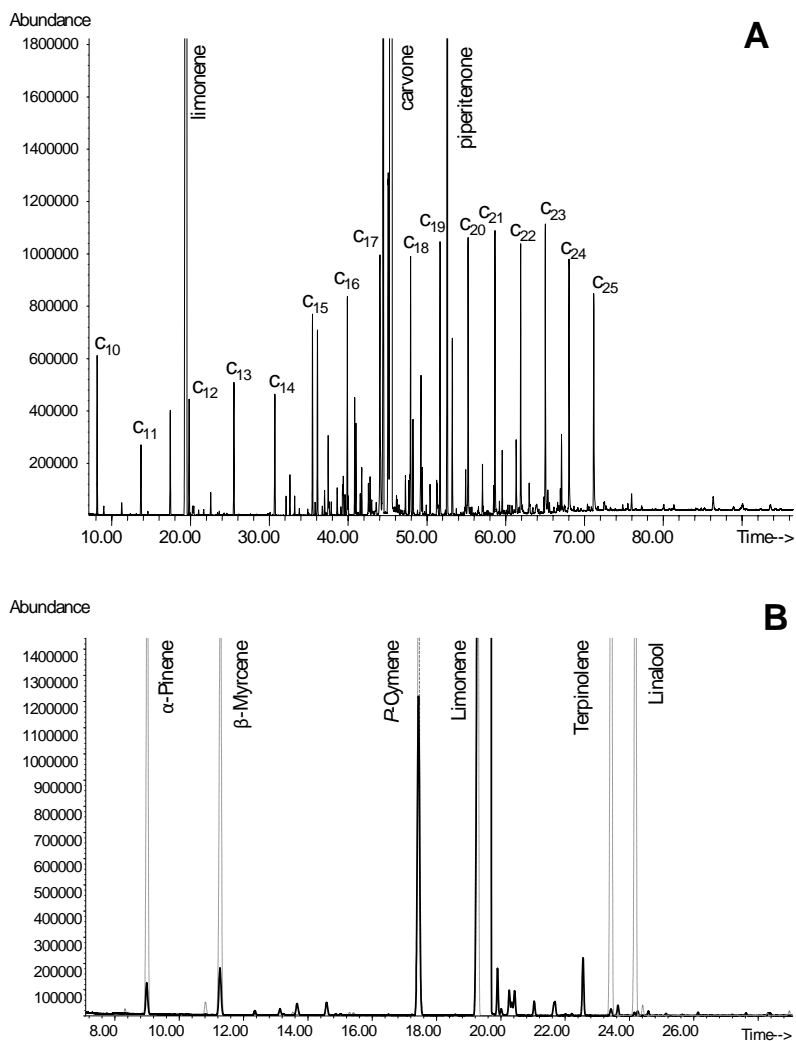 Abundance
A
1800000
1600000
1400000
1200000
1000000
800000
600000
400000
200000
limonene
carvone
piperitenone
C10
C11
C12
C13
C14
C15
C16
C17
C18
C19
C20
C21
C22
C23
C24
C25
10.00 20.00 30.00 40.00 50.00 60.00 70.00 80.00 Time-->
Abundance
B
1400000
1300000
1200000
1100000
1000000
900000
800000
700000
600000
500000
400000
300000
200000
100000
α-Pinene
β-Myrcene
P-Cymene
Limonene
Terpinolene
Linalool
8.00 10.00 12.00 14.00 16.00 18.00 20.00 22.00 24.00 26.00 Time-->